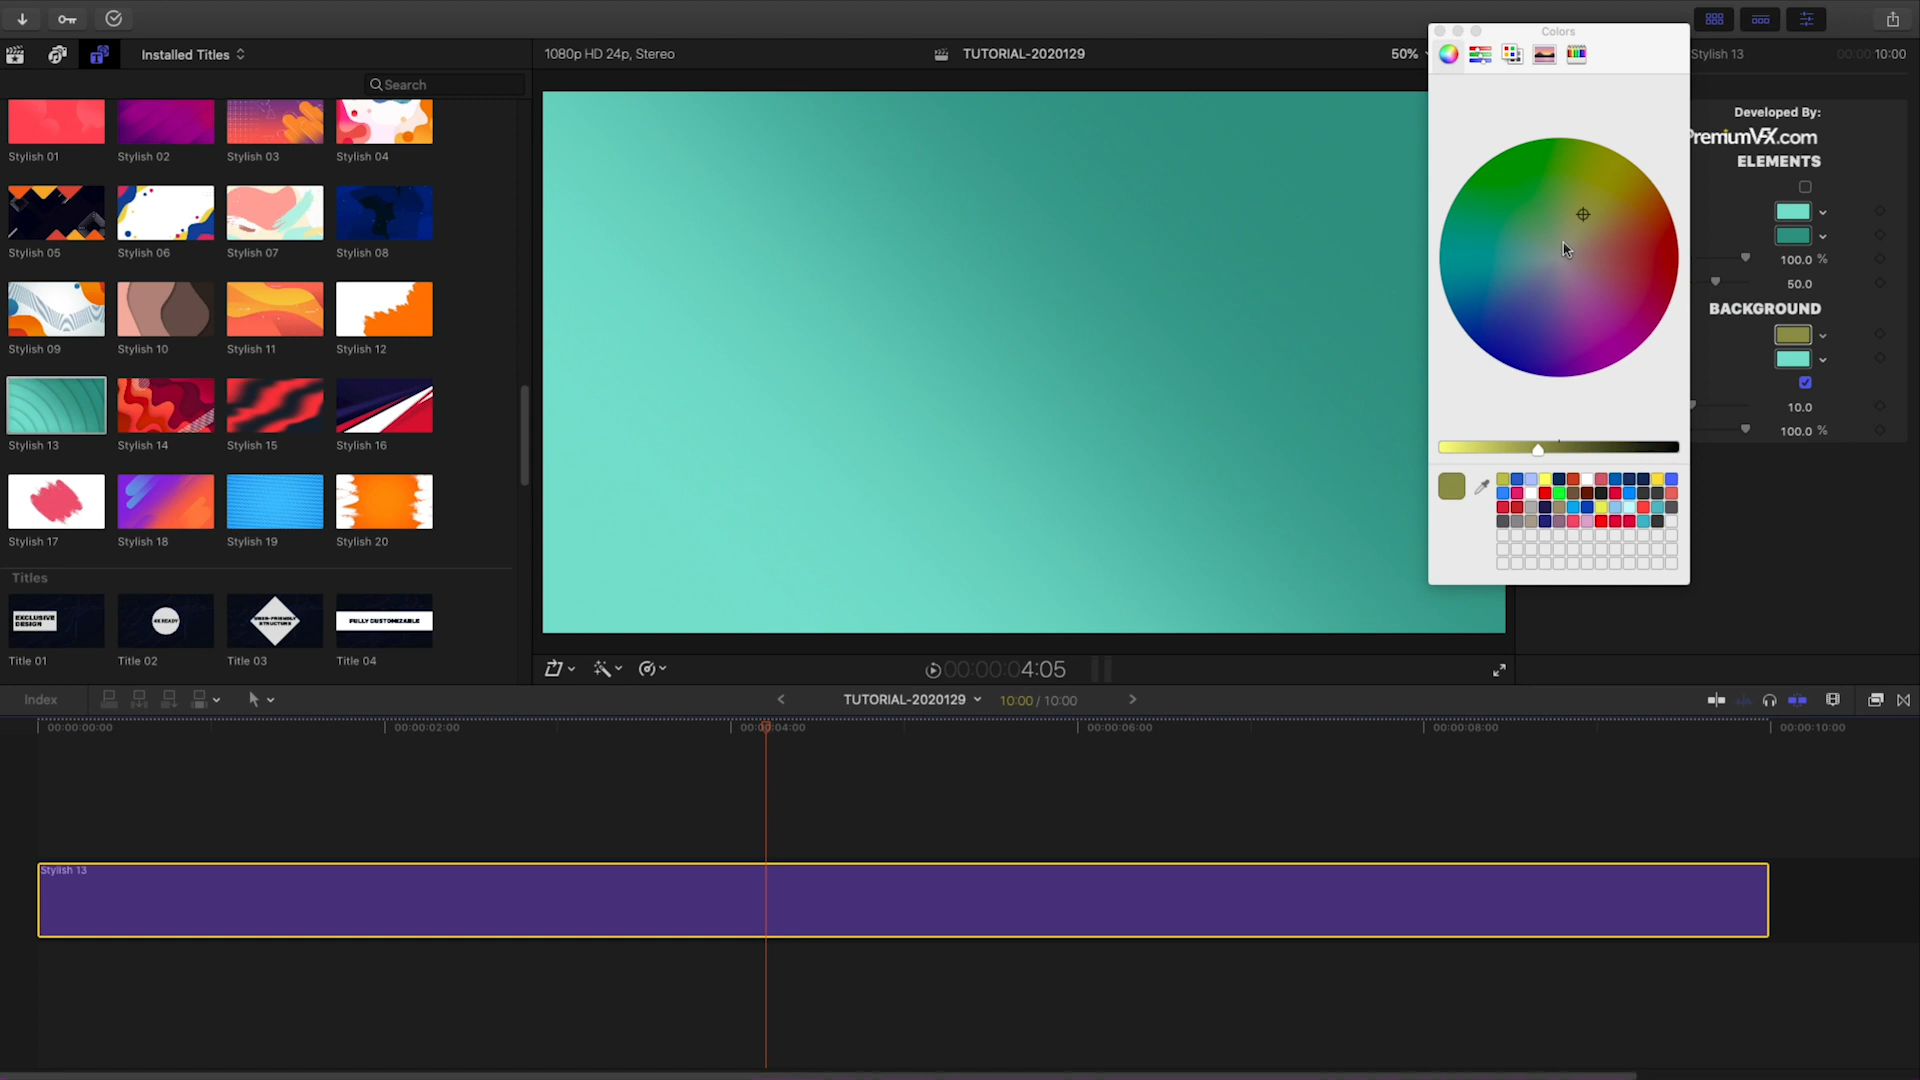 Installed Titles
1080p HD 24p, Stereo
TUTORIAL-2020129
50%
Colors
Stylish 13
00:00:10:00
Search
Stylish 01
Stylish 02
Stylish 03
Stylish 04
Stylish 05
Stylish 06
Stylish 07
Stylish 08
Stylish 09
Stylish 10
Stylish 11
Stylish 12
Stylish 13
Stylish 14
Stylish 15
Stylish 16
Stylish 17
Stylish 18
Stylish 19
Stylish 20
Titles
EXCLUSIVE
DESIGN
4K READY
USER-FRIENDLY
STRUCTURE
FULLY CUSTOMIZABLE
Title 01
Title 02
Title 03
Title 04
Developed By:
PremiumVFX.com
ELEMENTS
100.0 %
50.0
BACKGROUND
10.0
100.0 %
00:00:04:05
Index
TUTORIAL-2020129
10:00 / 10:00
00:00:00:00
00:00:02:00
00:00:04:00
00:00:06:00
00:00:08:00
00:00:10:00
Stylish 13